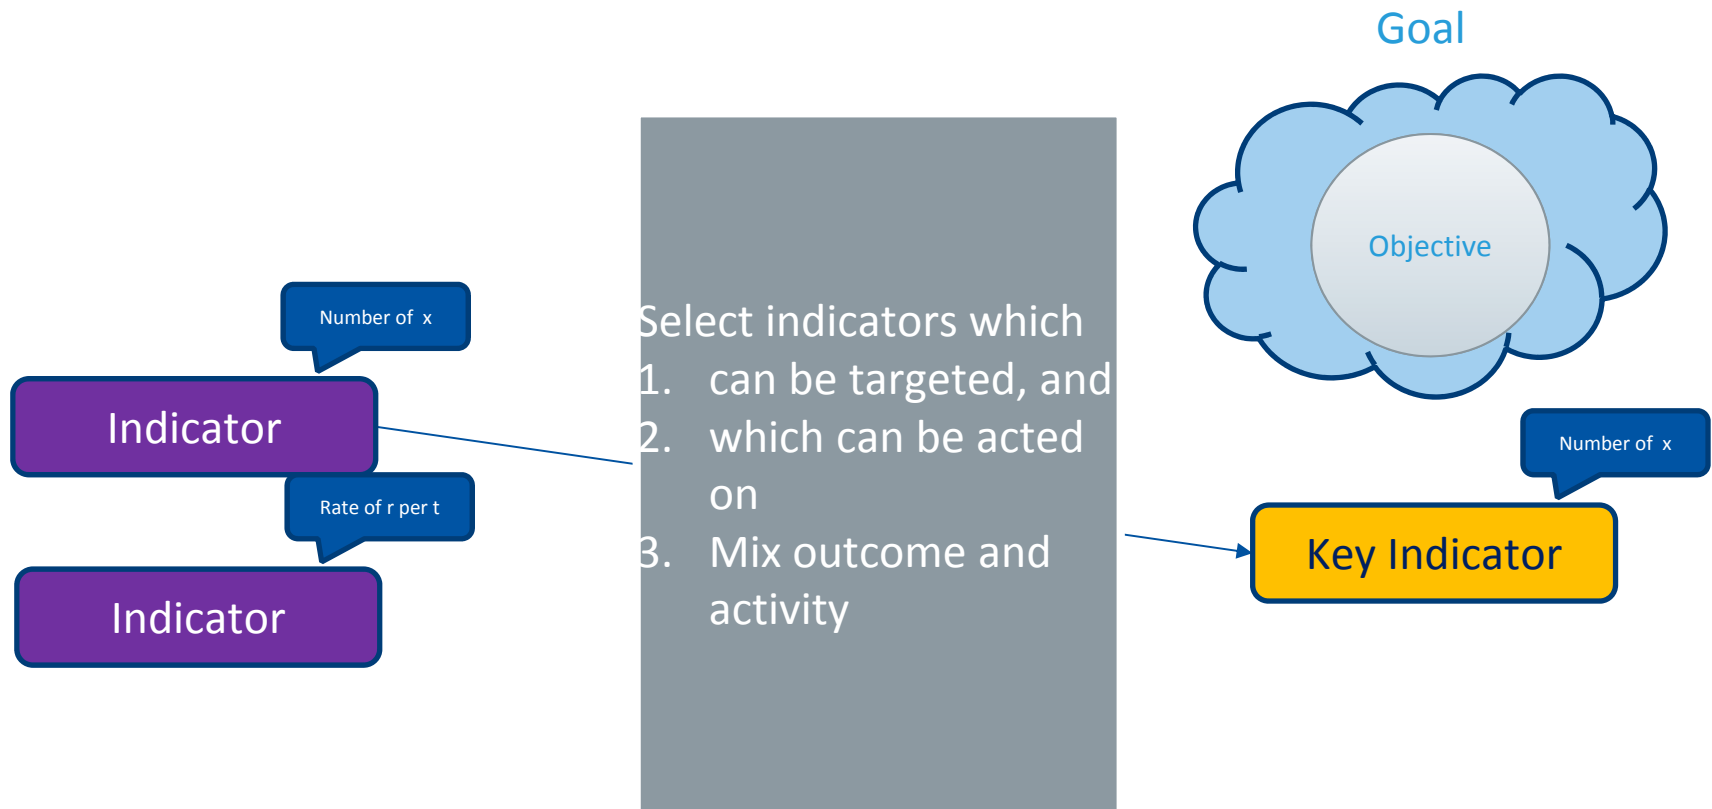 Goal
Objective
Number of x
Indicator
Rate of r per t
Indicator
Select indicators which
1. can be targeted, and
2. which can be acted
on
3. Mix outcome and
activity
Number of x
Key Indicator